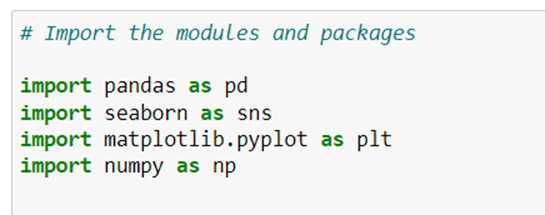 # Import the modules and packages
import pandas as pd
import seaborn as sns
import matplotlib.pyplot as plt
import numpy as np